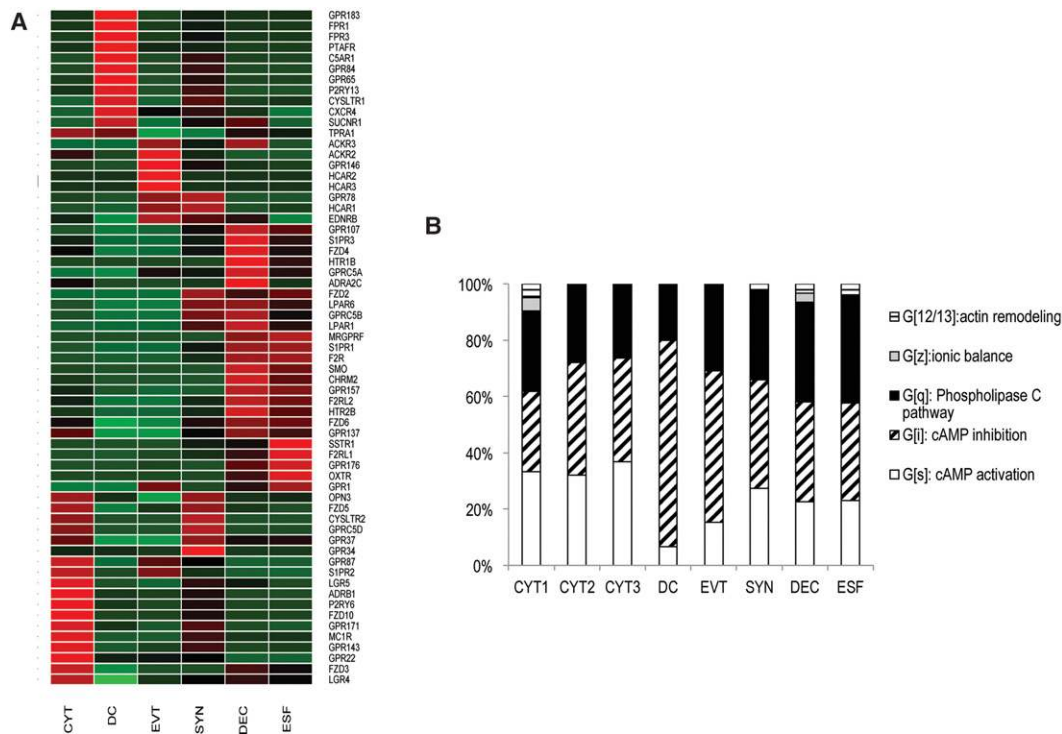 A
GPR183
FPR1
FPR3
PTAFR
C5AR1
GPR84
GPR65
P2RY13
CYSLTR1
CXCR4
SUCNR1
TPRA1
ACKR3
ACKR2
GPR146
HCAR2
HCAR3
GPR78
HCAR1
EDNRB
GPR107
S1PR3
FZD4
HTR1B
GPRC5A
ADRA2C
FZD2
LPAR6
GPRC5B
LPAR1
MRGPRF
S1PR1
F2R
SMO
CHRM2
GPR157
F2RL2
HTR2B
FZD6
GPR137
SSTR1
F2RL1
GPR176
OXTR
GPR1
OPN3
FZD5
CYSLTR2
GPRC5D
GPR37
GPR34
GPR87
S1PR2
LGR5
ADRB1
P2RY6
FZD10
GPR171
MC1R
GPR143
GPR22
FZD3
LGR4
CYT DC EVT SYN DEC ESF
B
100%
80%
60%
40%
20%
0%
CYT1 CYT2 CYT3 DC EVT SYN DEC ESF
G[12/13]:actin remodeling
G[z]:ionic balance
G[q]: Phospholipase C
pathway
G[i]: cAMP inhibition
G[s]: cAMP activation